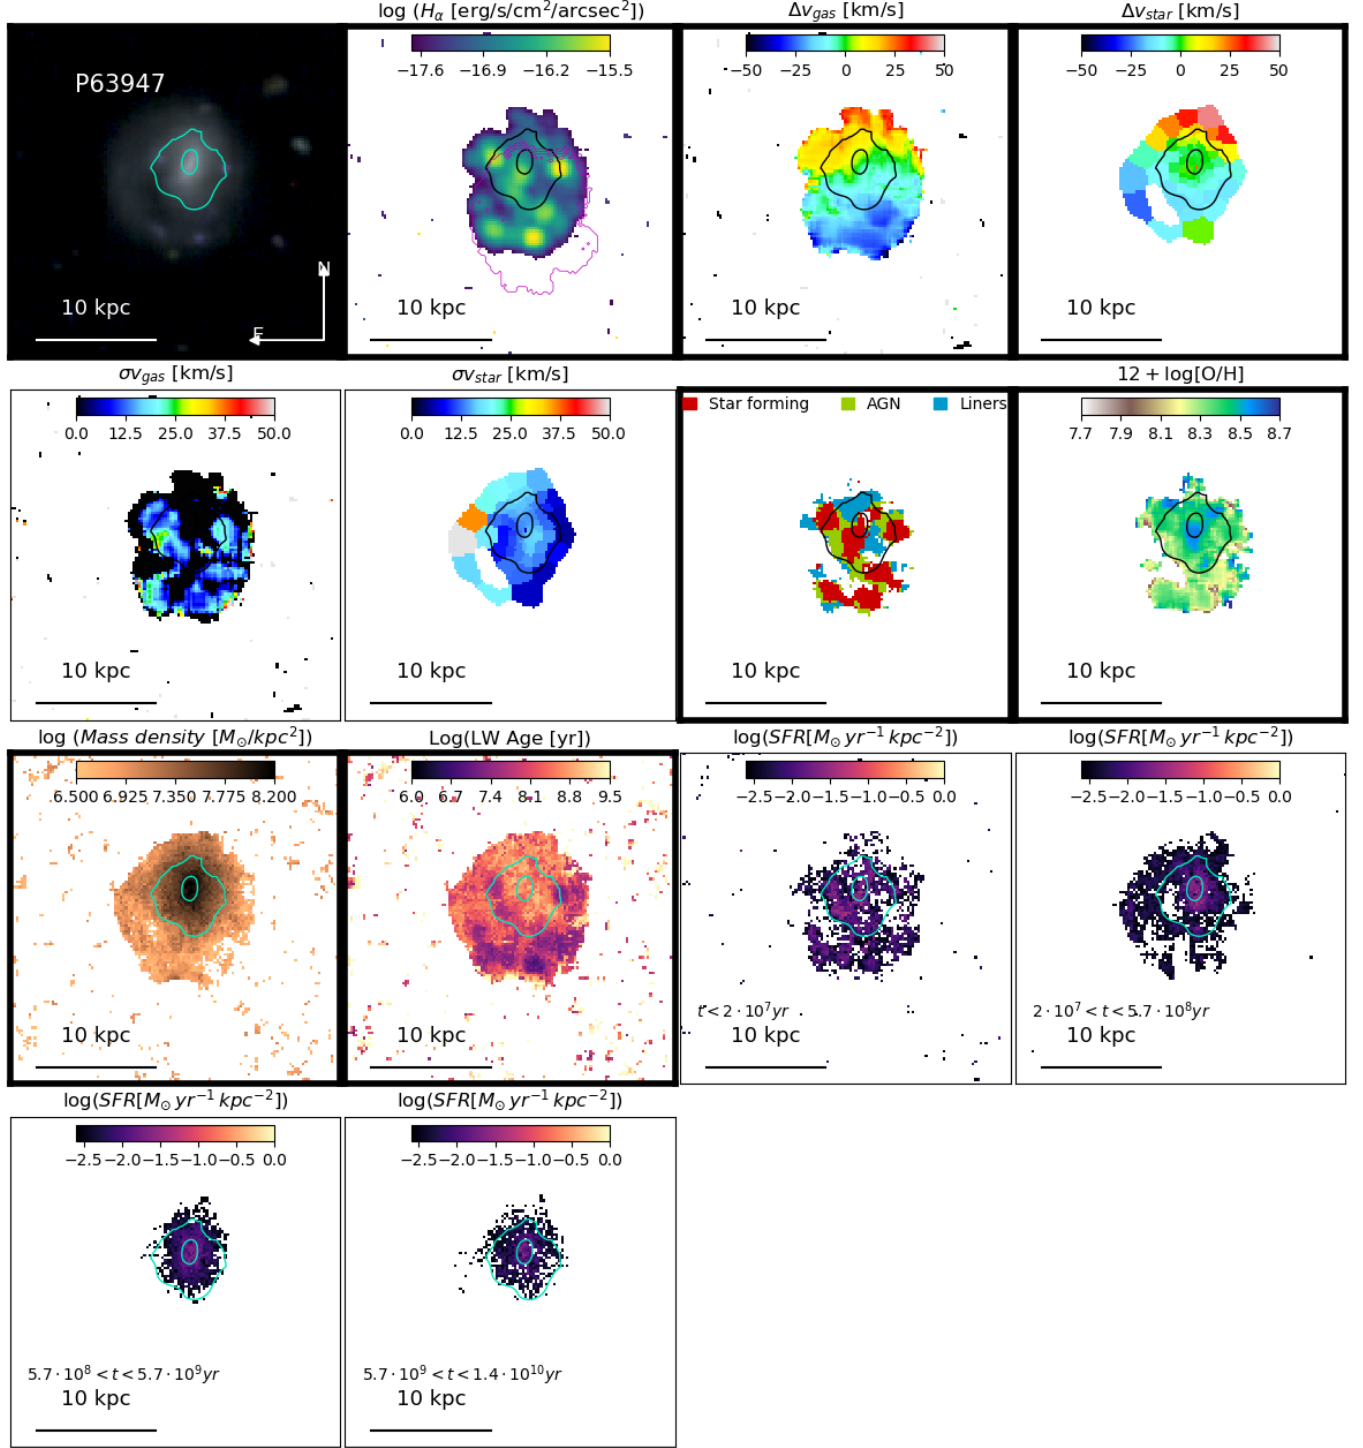 log (Hα [erg/s/cm²/arcsec²])
Δv_gas [km/s]
Δv_star [km/s]
P63947
N
E
10 kpc
−17.6 −16.9 −16.2 −15.5
10 kpc
−50 −25 0 25 50
10 kpc
−50 −25 0 25 50
10 kpc
σv_gas [km/s]
σv_star [km/s]
12 + log[O/H]
0.0 12.5 25.0 37.5 50.0
10 kpc
0.0 12.5 25.0 37.5 50.0
10 kpc
Star forming AGN Liners
10 kpc
7.7 7.9 8.1 8.3 8.5 8.7
10 kpc
log (Mass density [M⊙/kpc²])
Log(LW Age [yr])
log(SFR[M⊙ yr⁻¹ kpc⁻²])
log(SFR[M⊙ yr⁻¹ kpc⁻²])
6.500 6.925 7.350 7.775 8.200
10 kpc
6.0 6.7 7.4 8.1 8.8 9.5
10 kpc
−2.5 −2.0 −1.5 −1.0 −0.5 0.0
t < 2 · 10⁷yr
10 kpc
−2.5 −2.0 −1.5 −1.0 −0.5 0.0
2 · 10⁷ < t < 5.7 · 10⁸yr
10 kpc
log(SFR[M⊙ yr⁻¹ kpc⁻²])
log(SFR[M⊙ yr⁻¹ kpc⁻²])
−2.5 −2.0 −1.5 −1.0 −0.5 0.0
5.7 · 10⁸ < t < 5.7 · 10⁹yr
10 kpc
−2.5 −2.0 −1.5 −1.0 −0.5 0.0
5.7 · 10⁹ < t < 1.4 · 10¹⁰yr
10 kpc